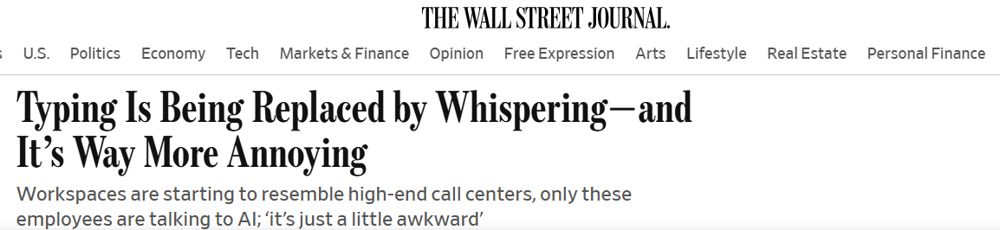 THE WALL STREET JOURNAL.
U.S. Politics Economy Tech Markets & Finance Opinion Free Expression Arts Lifestyle Real Estate Personal Finance
Typing Is Being Replaced by Whispering—and
It’s Way More Annoying
Workspaces are starting to resemble high-end call centers, only these
employees are talking to AI; ‘it’s just a little awkward’